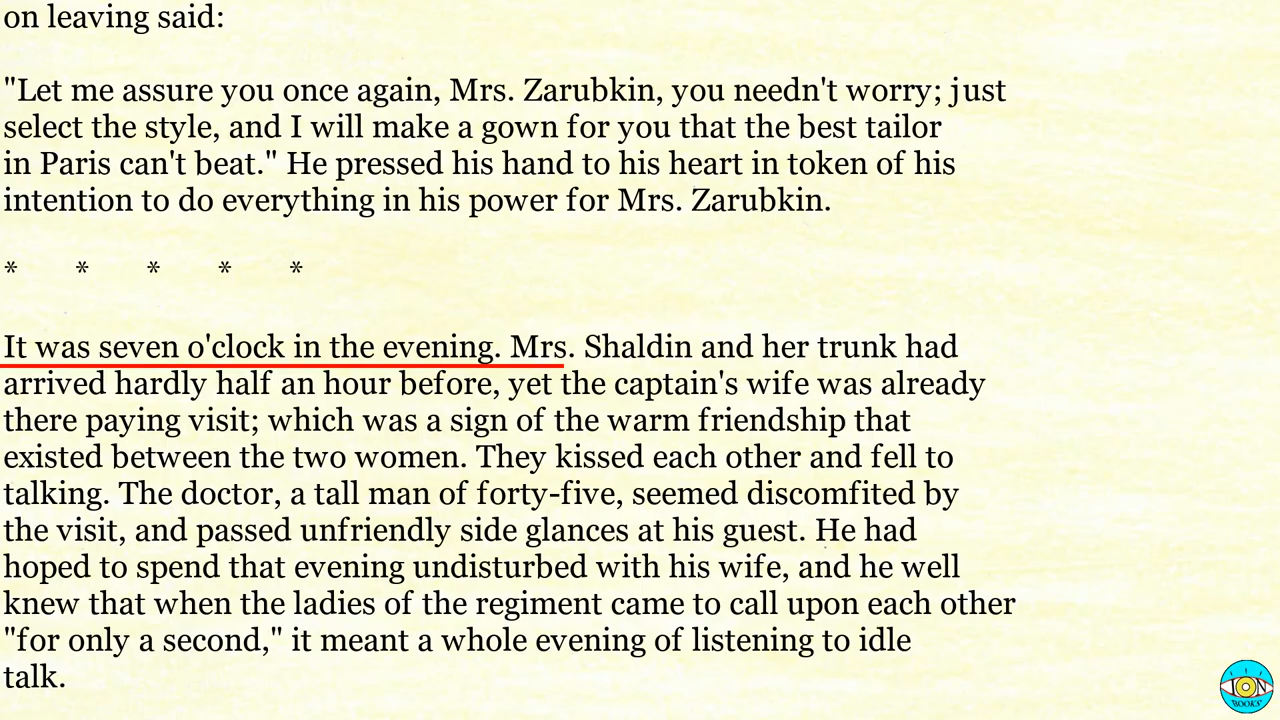 on leaving said:
"Let me assure you once again, Mrs. Zarubkin, you needn't worry; just
select the style, and I will make a gown for you that the best tailor
in Paris can't beat." He pressed his hand to his heart in token of his
intention to do everything in his power for Mrs. Zarubkin.
* * * * *
It was seven o'clock in the evening. Mrs. Shaldin and her trunk had
arrived hardly half an hour before, yet the captain's wife was already
there paying visit; which was a sign of the warm friendship that
existed between the two women. They kissed each other and fell to
talking. The doctor, a tall man of forty-five, seemed discomfited by
the visit, and passed unfriendly side glances at his guest. He had
hoped to spend that evening undisturbed with his wife, and he well
knew that when the ladies of the regiment came to call upon each other
"for only a second," it meant a whole evening of listening to idle
talk.
ION
BOOKS